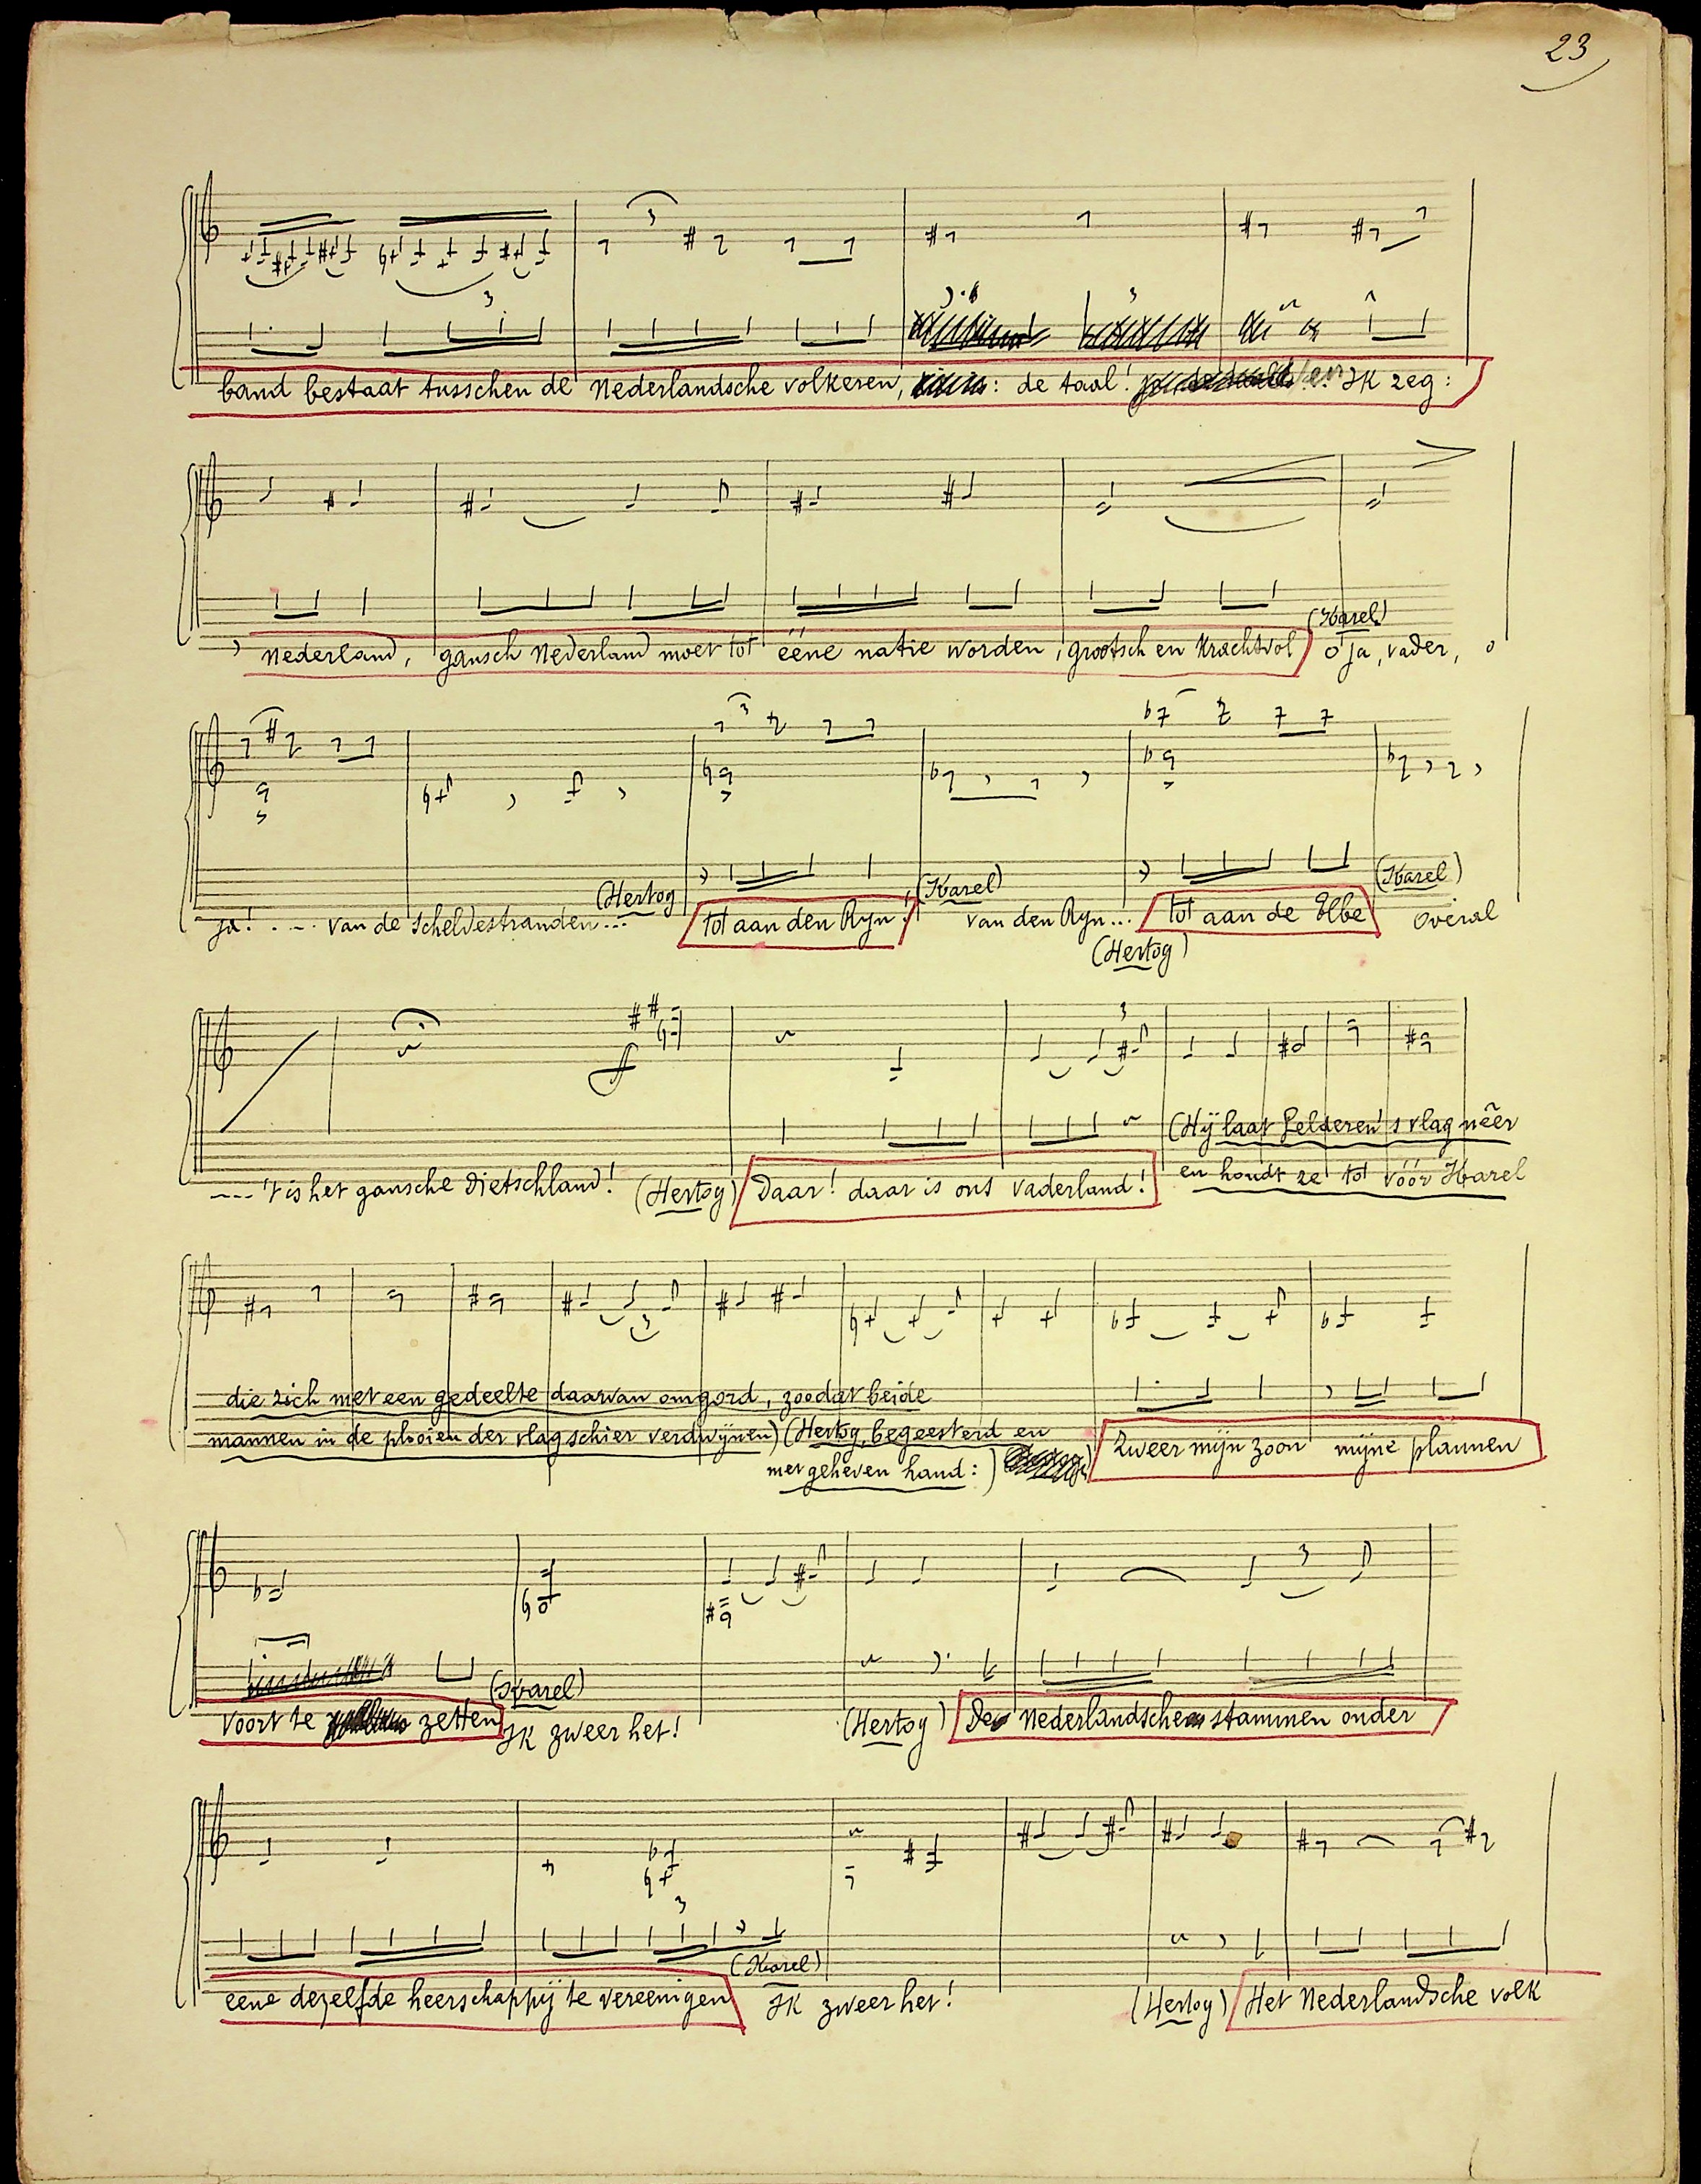 23
band bestaat tusschen de Nederlandsche volkeren, : de taal! en Ik zeg:
Nederland, gansch Nederland moet tot ééne natie worden, grootsch en Krachtvol (Karel) ô ja, vader, ô
ja! .--. van de Scheldestranden... (Hertog tot aan den Ryn! (Karel) van den Ryn... (Hertog) tot aan de Elbe (Karel) Overal
---- 't is het gansche Dietschland! (Hertog) Daar! daar is ons vaderland! (Hij laat Gelderen's vlag neêr
en houdt ze tot vóór Karel
die zich met een gedeelte daarvan omgord, zoodat beide
mannen in de plooien der vlag schier verdwijnen) (Hertog, begeesterd en
met geheven hand:) Zweer mijn zoon mijne plannen
voort te zetten (Karel) Ik zweer het! (Hertog) De Nederlandsche stammen onder
eene dezelfde heerschappij te vereenigen (Karel) Ik zweer het! (Hertog) Het Nederlandsche volk